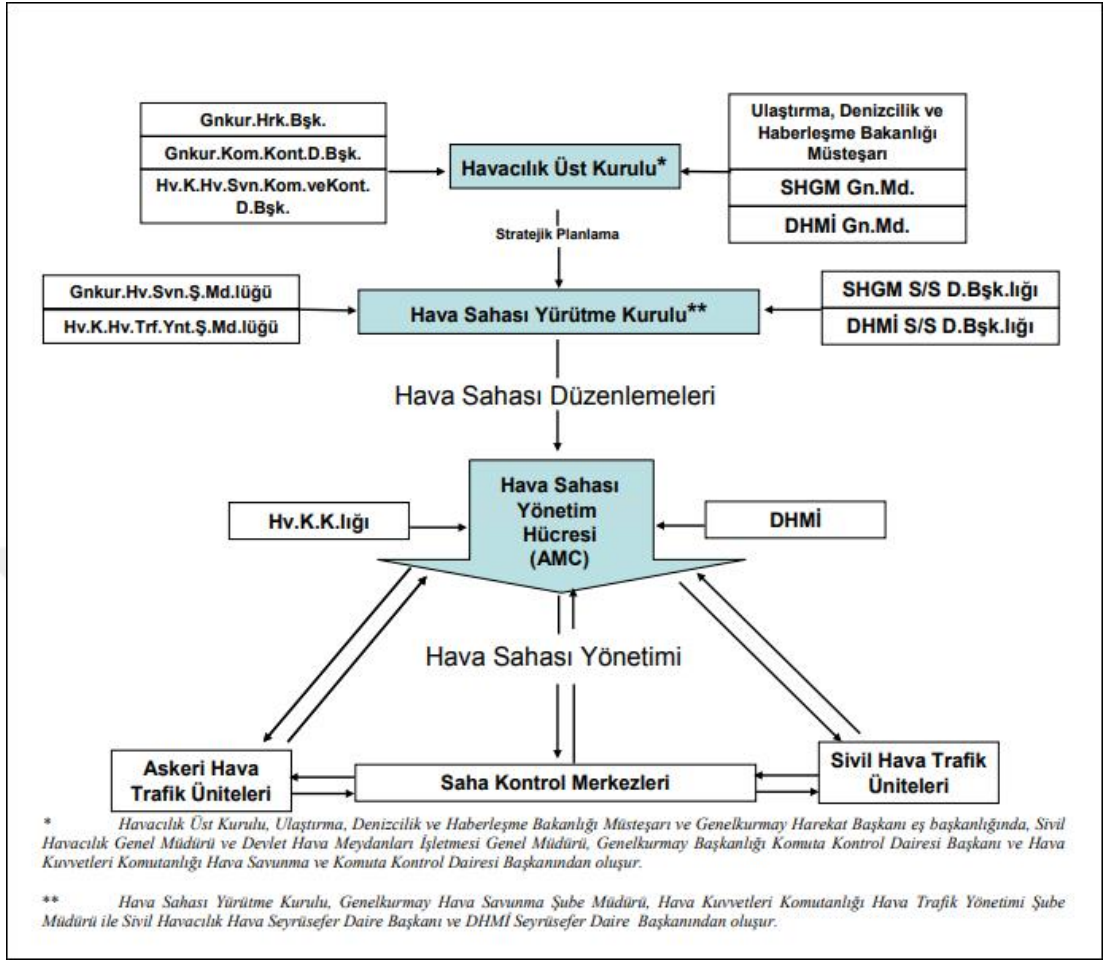 Gnkur.Hrk.Bşk.
Gnkur.Kom.Kont.D.Bşk.
Hv.K.Hv.Svn.Kom.veKont.
D.Bşk.
Havacılık Üst Kurulu*
Ulaştırma, Denizcilik ve
Haberleşme Bakanlığı
Müsteşarı
SHGM Gn.Md.
DHMİ Gn.Md.
Stratejik Planlama
Gnkur.Hv.Svn.Ş.Md.lüğü
Hv.K.Hv.Trf.Ynt.Ş.Md.lüğü
Hava Sahası Yürütme Kurulu**
SHGM S/S D.Bşk.lığı
DHMİ S/S D.Bşk.lığı
Hava Sahası Düzenlemeleri
Hv.K.K.lığı
Hava Sahası
Yönetim
Hücresi
(AMC)
DHMİ
Hava Sahası Yönetimi
Askeri Hava
Trafik Üniteleri
Saha Kontrol Merkezleri
Sivil Hava Trafik
Üniteleri
* Havacılık Üst Kurulu, Ulaştırma, Denizcilik ve Haberleşme Bakanlığı Müsteşarı ve Genelkurmay Harekat Başkanı eş başkanlığında, Sivil
Havacılık Genel Müdürü ve Devlet Hava Meydanları İşletmesi Genel Müdürü, Genelkurmay Başkanlığı Komuta Kontrol Dairesi Başkanı ve Hava
Kuvvetleri Komutanlığı Hava Savunma ve Komuta Kontrol Dairesi Başkanından oluşur.
** Hava Sahası Yürütme Kurulu, Genelkurmay Hava Savunma Şube Müdürü, Hava Kuvvetleri Komutanlığı Hava Trafik Yönetimi Şube
Müdürü ile Sivil Havacılık Hava Seyrüsefer Daire Başkanı ve DHMİ Seyrüsefer Daire Başkanından oluşur.